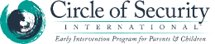 Circle of Security
INTERNATIONAL
Early Intervention Program for Parents & Children